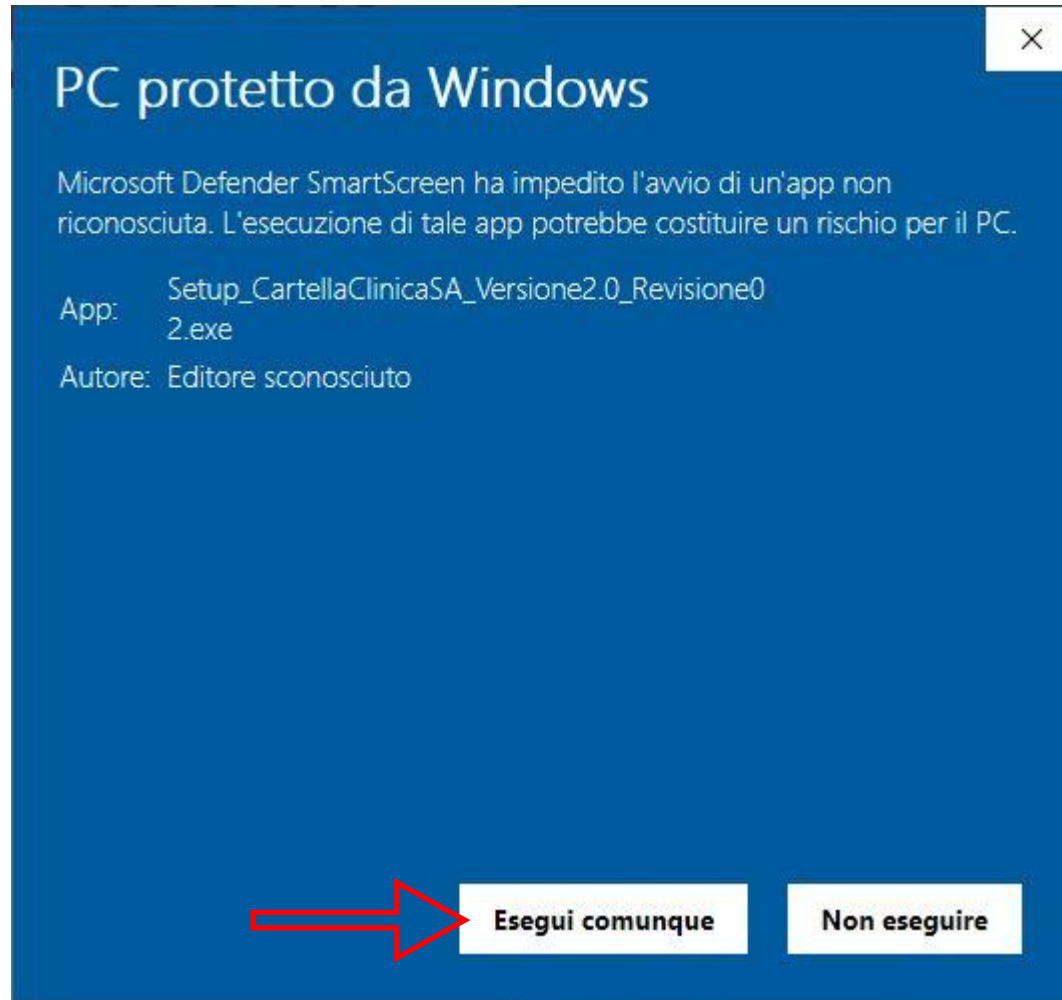 PC protetto da Windows
Microsoft Defender SmartScreen ha impedito l'avvio di un'app non
riconosciuta. L'esecuzione di tale app potrebbe costituire un rischio per il PC.
App: Setup_CartellaClinicaSA_Versione2.0_Revisione0
2.exe
Autore: Editore sconosciuto
Esegui comunque Non eseguire